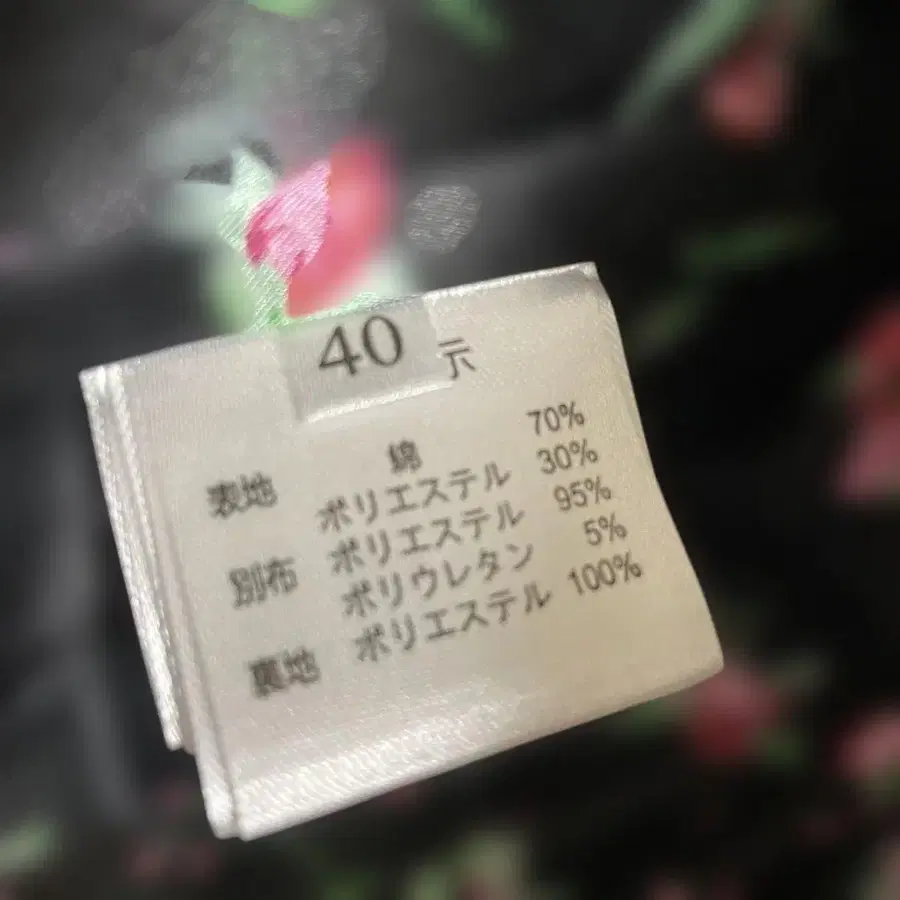 40
示
表地 綿 70%
ポリエステル 30%
別布 ポリエステル 95%
ポリウレタン 5%
裏地 ポリエステル 100%